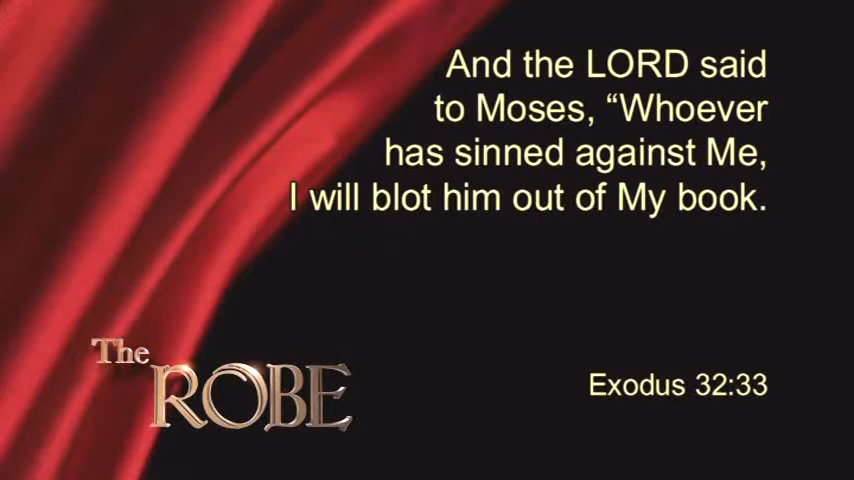 And the LORD said
to Moses, “Whoever
has sinned against Me,
I will blot him out of My book.
The
ROBE
Exodus 32:33